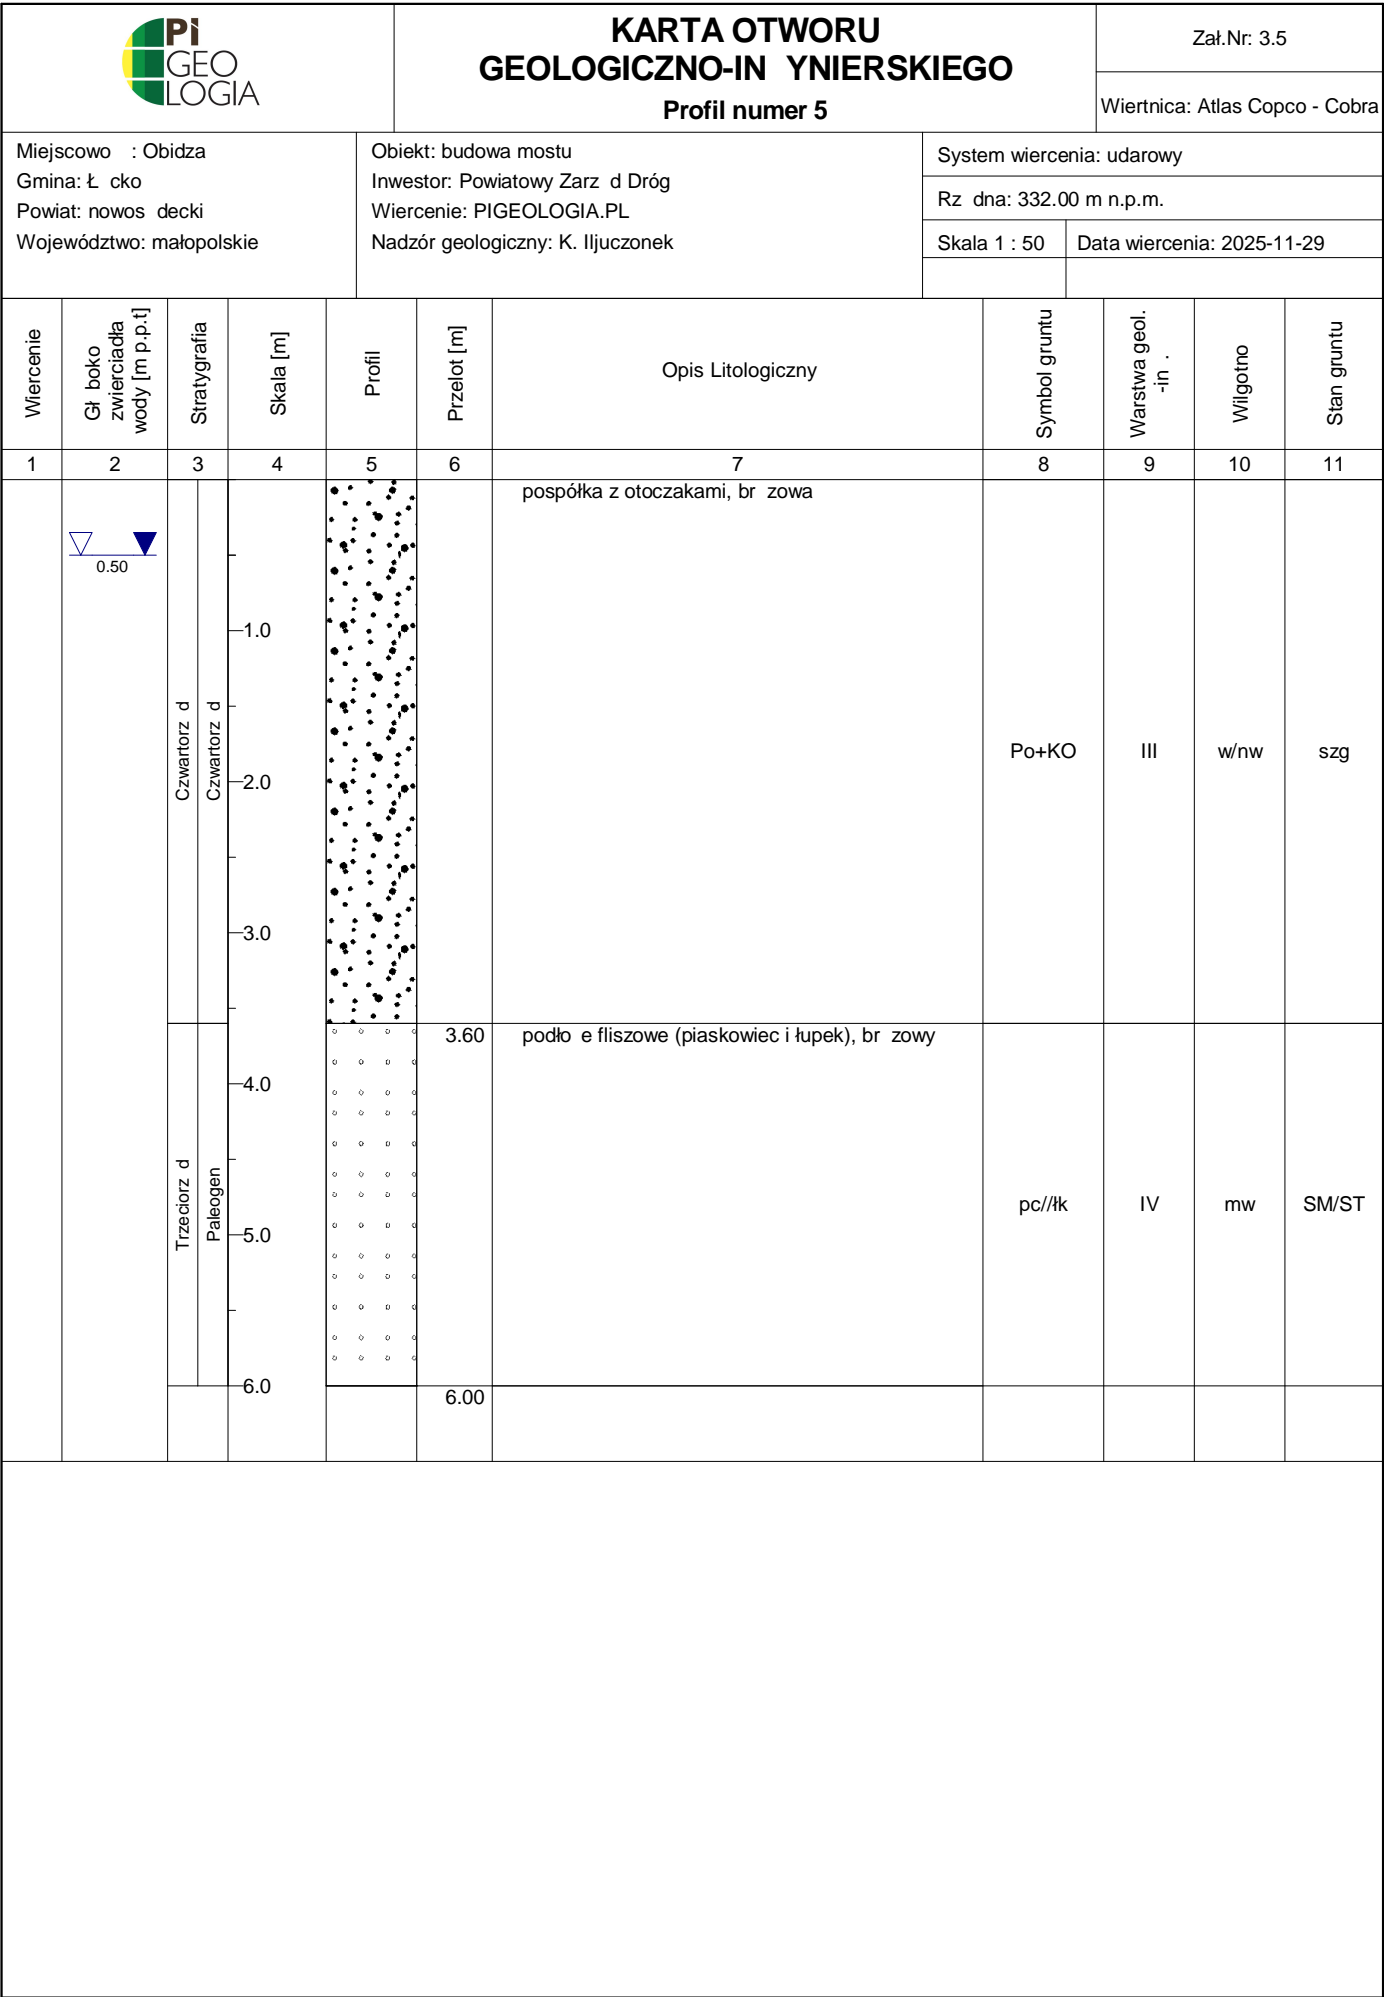 Pi
GEO
LOGIA
KARTA OTWORU
GEOLOGICZNO-IN YNIERSKIEGO
Profil numer 5
Zał.Nr: 3.5
Wiertnica: Atlas Copco - Cobra
Miejscowo : Obidza
Gmina: Ł cko
Powiat: nowos decki
Województwo: małopolskie
Obiekt: budowa mostu
Inwestor: Powiatowy Zarz d Dróg
Wiercenie: PIGEOLOGIA.PL
Nadzór geologiczny: K. Iljuczonek
System wiercenia: udarowy
Rz dna: 332.00 m n.p.m.
Skala 1 : 50
Data wiercenia: 2025-11-29
Wiercenie
Gł boko
zwierciadła
wody [m p.p.t]
Stratygrafia
Skala [m]
Profil
Przelot [m]
Opis Litologiczny
Symbol gruntu
Warstwa geol.
-in .
Wilgotno
Stan gruntu
1 2 3 4 5 6 7 8 9 10 11
pospółka z otoczakami, br zowa
0.50
1.0
Czwartorz d
Czwartorz d
Po+KO III w/nw szg
2.0
3.0
3.60 podło e fliszowe (piaskowiec i łupek), br zowy
4.0
Trzeciorz d
Paleogen
pc//łk IV mw SM/ST
5.0
6.0
6.00